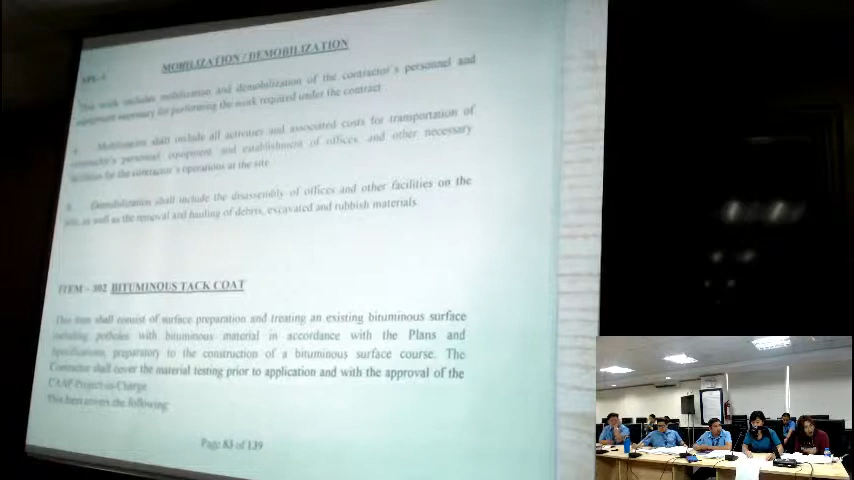 SPL-1 MOBILIZATION / DEMOBILIZATION
This work includes mobilization and demobilization of the contractor's personnel and
equipment necessary for performing the work required under the contract
Mobilization shall include all activities and associated costs for transportation of
contractor's personnel, equipment, and establishment of offices, and other necessary
facilities for the contractor's operations at the site
Demobilization shall include the disassembly of offices and other facilities on the
site, as well as the removal and hauling of debris, excavated and rubbish materials.
ITEM – 302 BITUMINOUS TACK COAT
This item shall consist of surface preparation and treating an existing bituminous surface
including potholes with bituminous material in accordance with the Plans and
Specifications, preparatory to the construction of a bituminous surface course. The
Contractor shall cover the material testing prior to application and with the approval of the
CAAP Project-in-Charge
This Item covers the following:
Page 83 of 139